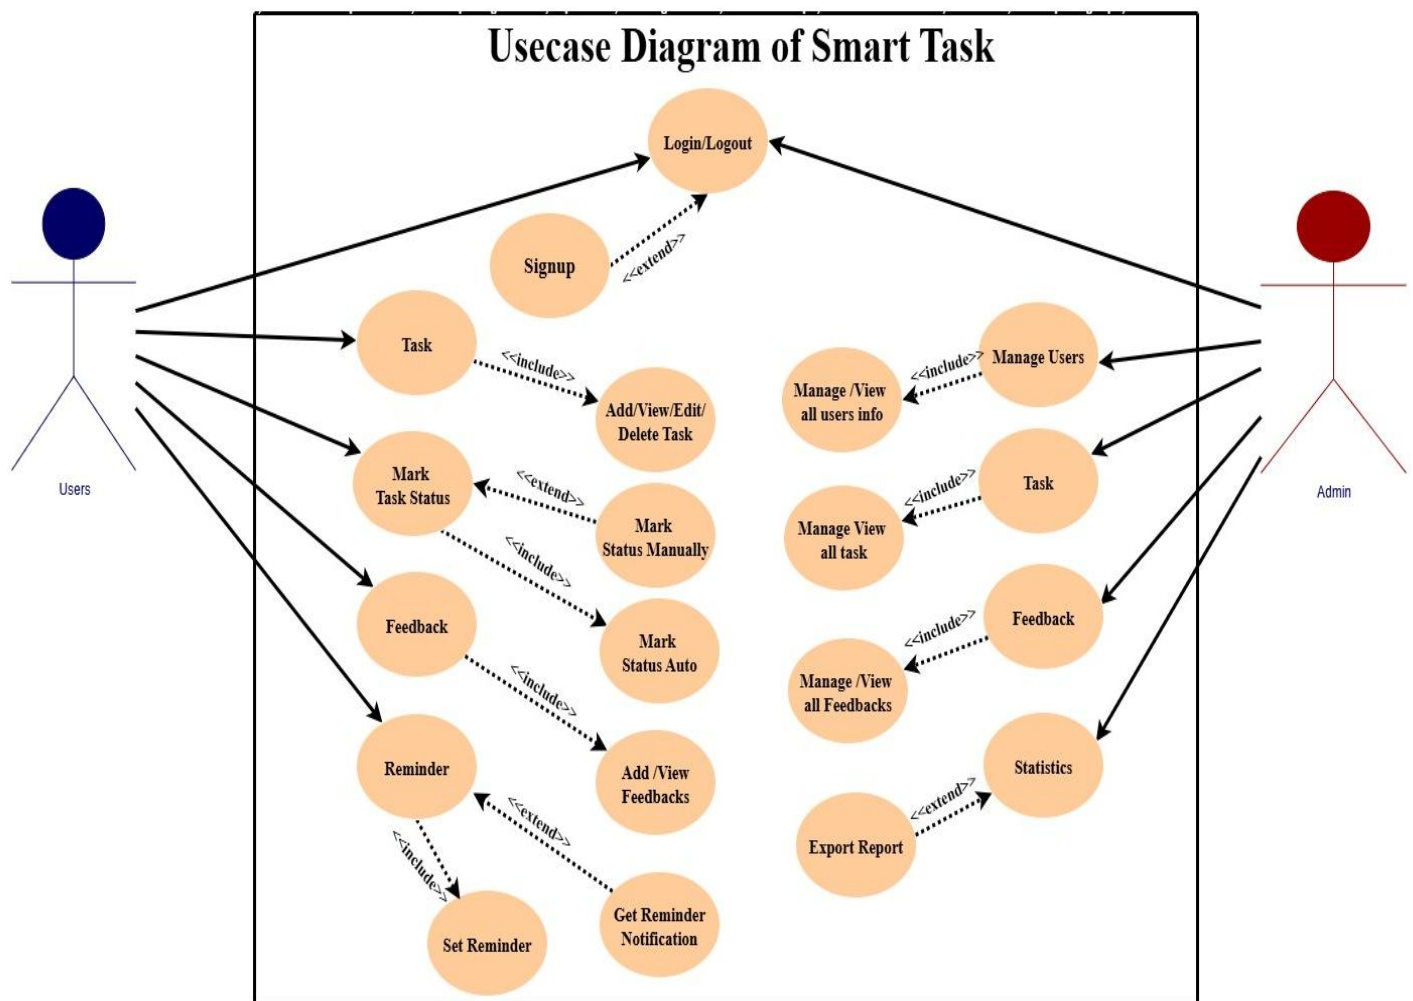 Usecase Diagram of Smart Task
Login/Logout
Signup
<<extend>>
Task
<<include>>
Add/View/Edit/
Delete Task
Mark
Task Status
<<extend>>
Mark
Status Manually
<<include>>
Mark
Status Auto
Feedback
<<include>>
Add /View
Feedbacks
Reminder
<<extend>>
Get Reminder
Notification
<<include>>
Set Reminder
Users
Manage Users
<<include>>
Manage /View
all users info
Task
<<include>>
Manage View
all task
Feedback
<<include>>
Manage /View
all Feedbacks
Statistics
<<extend>>
Export Report
Admin